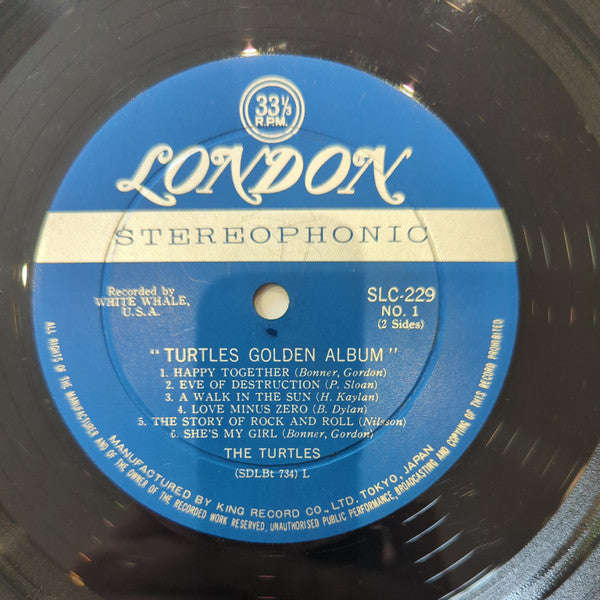 33⅓
R.P.M.
LONDON
STEREOPHONIC
Recorded by
WHITE WHALE,
U.S.A.
SLC-229
NO. 1
(2 Sides)
"TURTLES GOLDEN ALBUM"
1. HAPPY TOGETHER (Bonner, Gordon)
2. EVE OF DESTRUCTION (P. Sloan)
3. A WALK IN THE SUN (H. Kaylan)
4. LOVE MINUS ZERO (B. Dylan)
5. THE STORY OF ROCK AND ROLL (Nilsson)
6. SHE'S MY GIRL (Bonner, Gordon)
THE TURTLES
(SDLBt 734) L
MANUFACTURED BY KING RECORD CO., LTD. TOKYO, JAPAN
ALL RIGHTS OF THE MANUFACTURER AND OF THE OWNER OF THE RECORDED WORK RESERVED, UNAUTHORISED PUBLIC PERFORMANCE, BROADCASTING AND COPYING OF THIS RECORD PROHIBITED